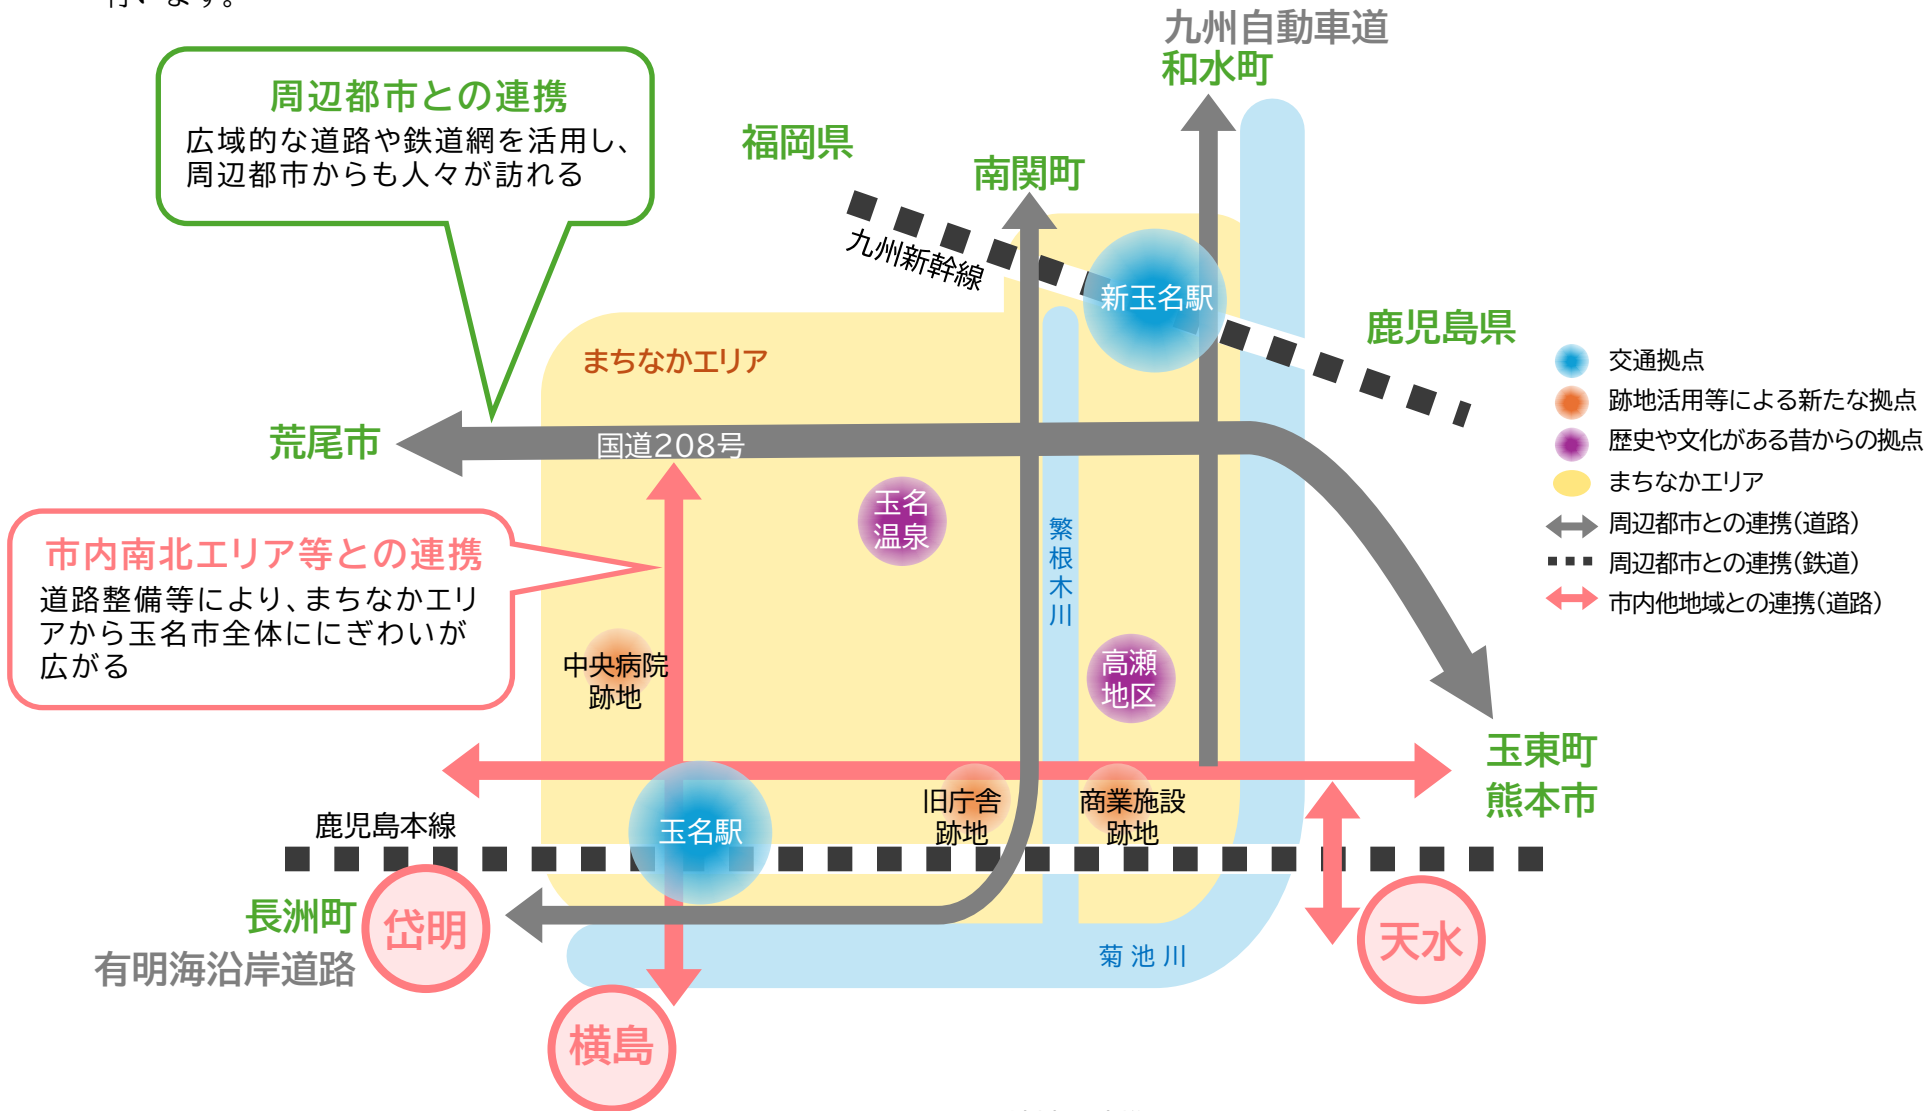 行います。
九州自動車道
和水町
周辺都市との連携
広域的な道路や鉄道網を活用し、
周辺都市からも人々が訪れる
福岡県
南関町
九州新幹線
新玉名駅
鹿児島県
まちなかエリア
荒尾市
国道208号
玉名
温泉
繁根木川
市内南北エリア等との連携
道路整備等により、まちなかエリ
アから玉名市全体ににぎわいが
広がる
中央病院
跡地
高瀬
地区
玉東町
熊本市
旧庁舎
跡地
商業施設
跡地
鹿児島本線
玉名駅
長洲町
岱明
有明海沿岸道路
菊池川
天水
横島
交通拠点
跡地活用等による新たな拠点
歴史や文化がある昔からの拠点
まちなかエリア
周辺都市との連携(道路)
周辺都市との連携(鉄道)
市内他地域との連携(道路)